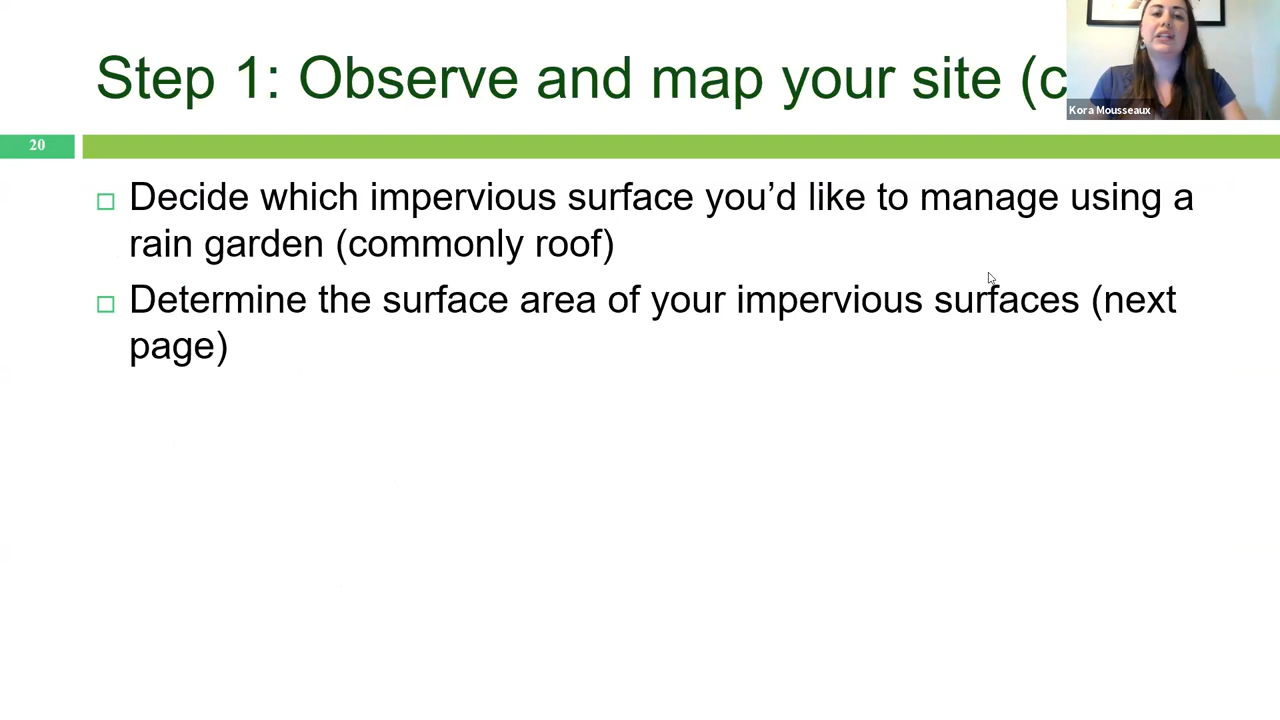 Step 1: Observe and map your site (c
Kora Mousseaux
20
Decide which impervious surface you’d like to manage using a
rain garden (commonly roof)
Determine the surface area of your impervious surfaces (next
page)